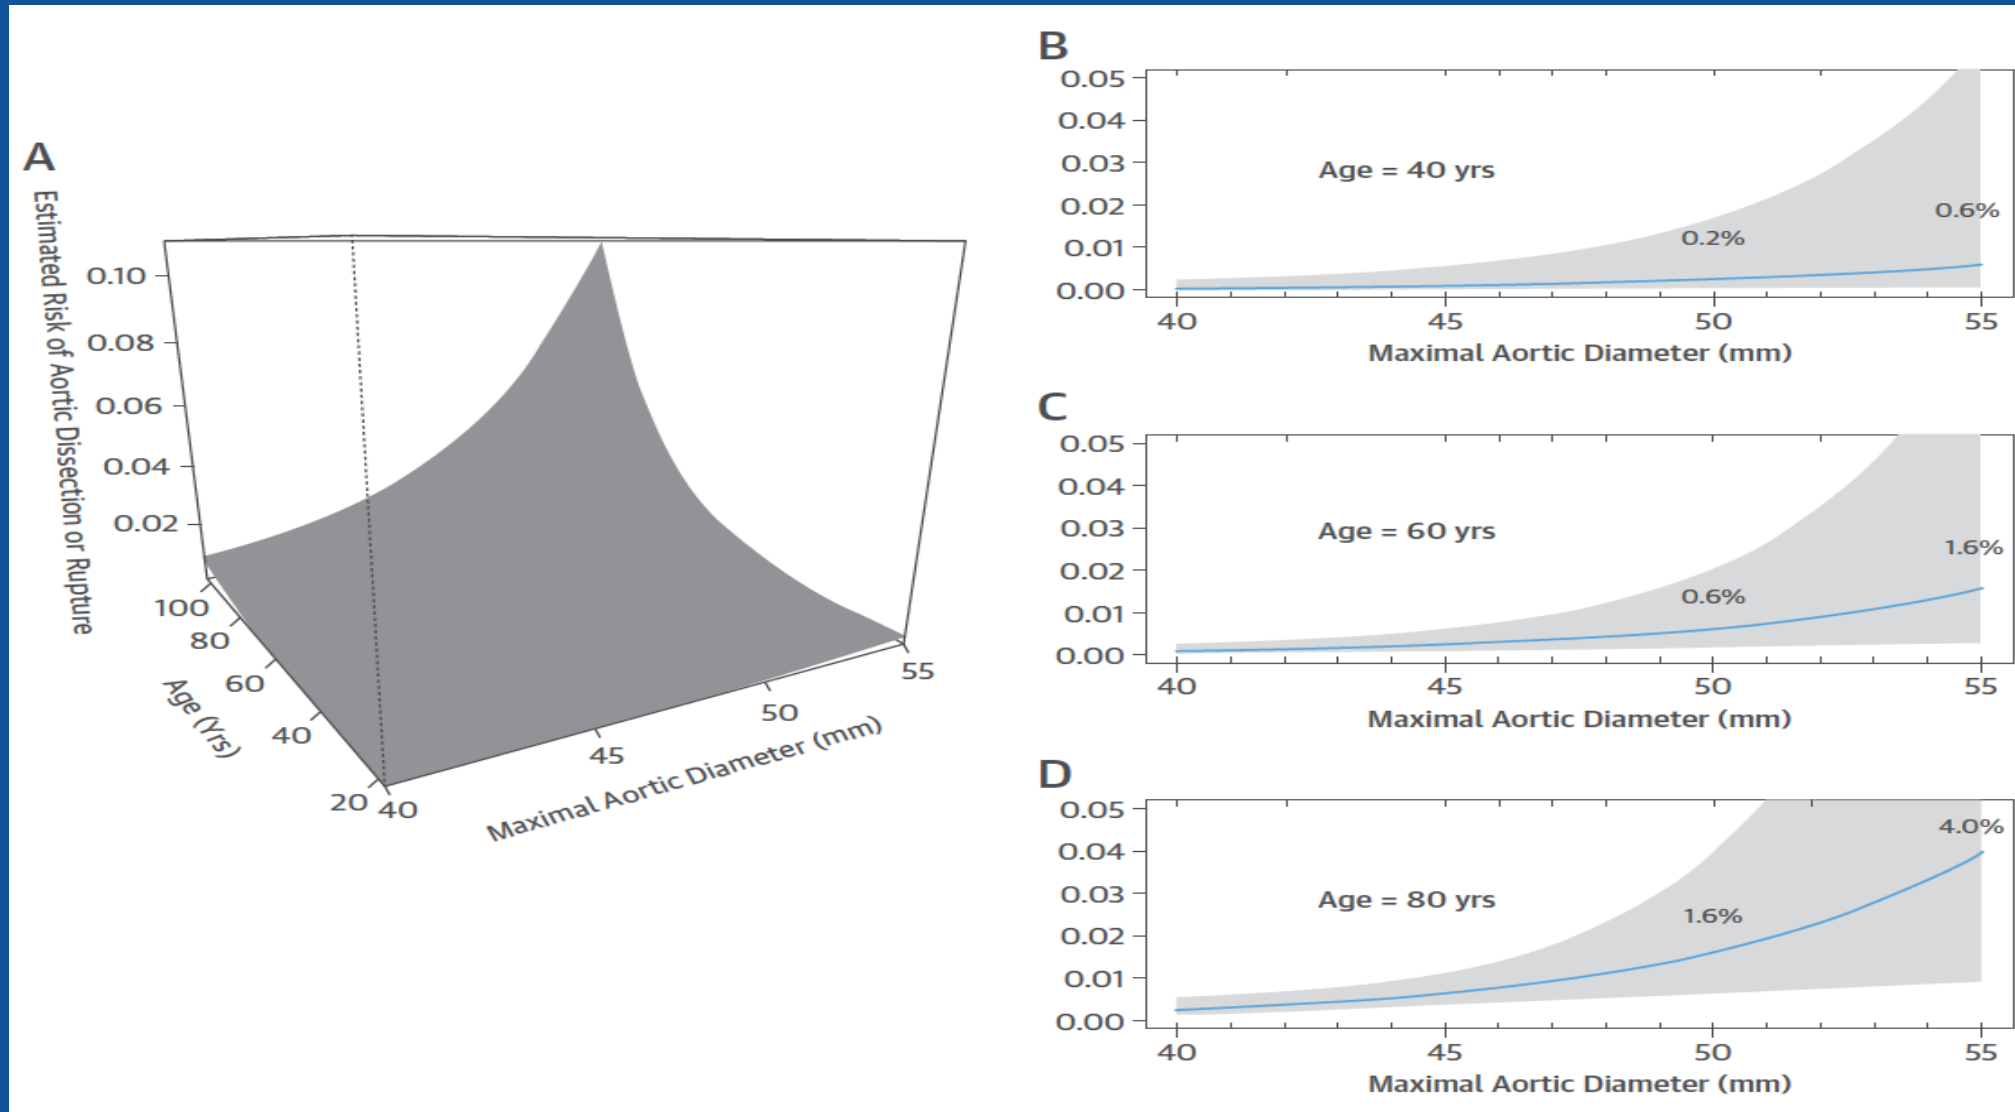 A
Estimated Risk of Aortic Dissection or Rupture
0.10
0.08
0.06
0.04
0.02
100
80
60
40
20
Age (Yrs)
40
45
50
55
Maximal Aortic Diameter (mm)
B
0.05
0.04
0.03
0.02
0.01
0.00
Age = 40 yrs
0.2%
0.6%
40 45 50 55
Maximal Aortic Diameter (mm)
C
0.05
0.04
0.03
0.02
0.01
0.00
Age = 60 yrs
0.6%
1.6%
40 45 50 55
Maximal Aortic Diameter (mm)
D
0.05
0.04
0.03
0.02
0.01
0.00
Age = 80 yrs
1.6%
4.0%
40 45 50 55
Maximal Aortic Diameter (mm)